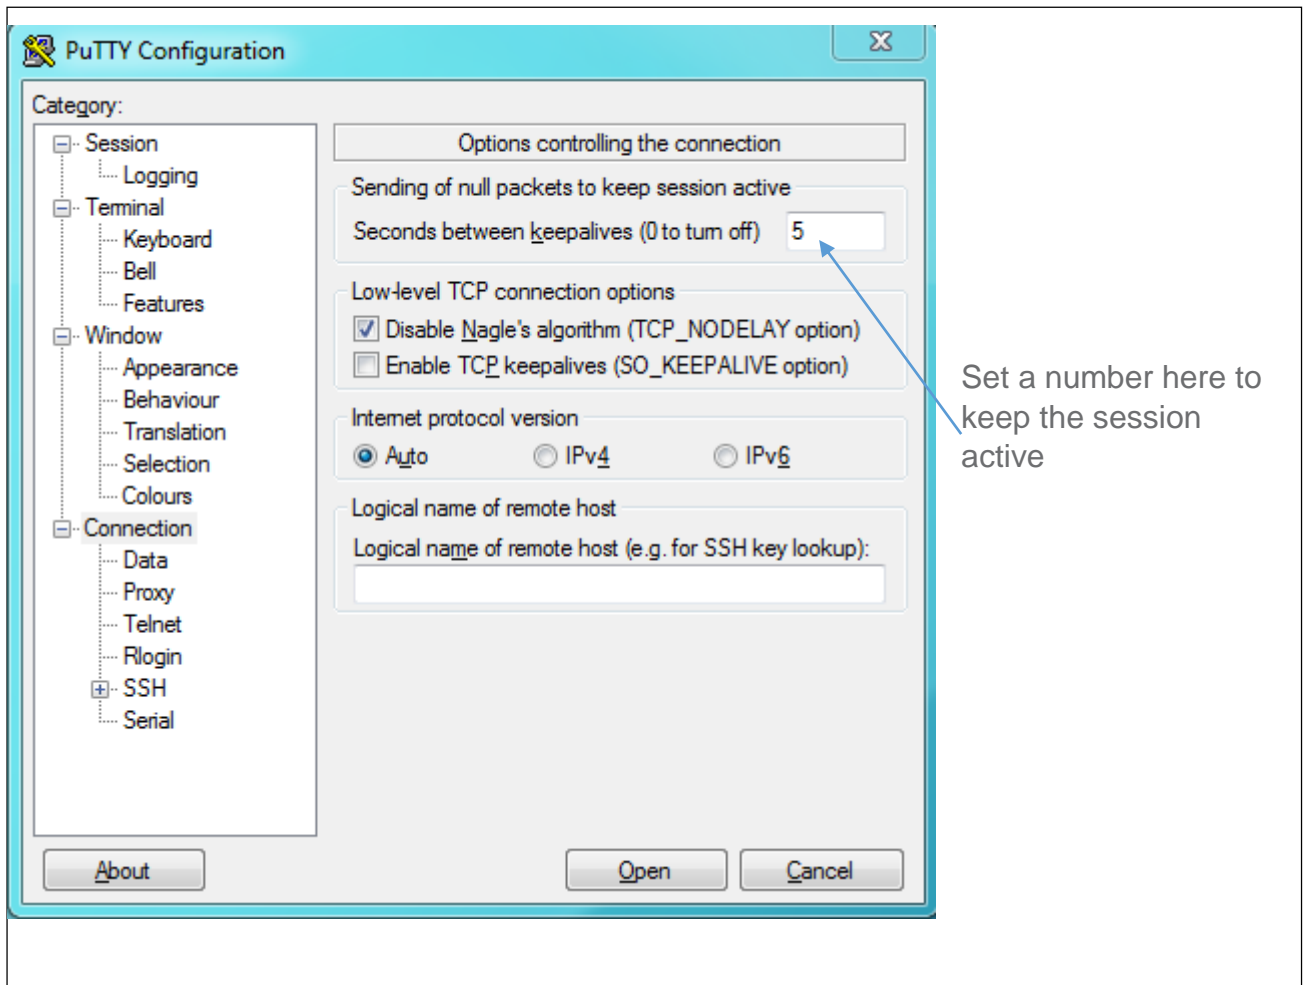 PuTTY Configuration
Category:
Session
Logging
Terminal
Keyboard
Bell
Features
Window
Appearance
Behaviour
Translation
Selection
Colours
Connection
Data
Proxy
Telnet
Rlogin
SSH
Serial
Options controlling the connection
Sending of null packets to keep session active
Seconds between keepalives (0 to turn off) 5
Low-level TCP connection options
Disable Nagle's algorithm (TCP_NODELAY option)
Enable TCP keepalives (SO_KEEPALIVE option)
Internet protocol version
Auto IPv4 IPv6
Logical name of remote host
Logical name of remote host (e.g. for SSH key lookup):
About Open Cancel
Set a number here to
keep the session
active